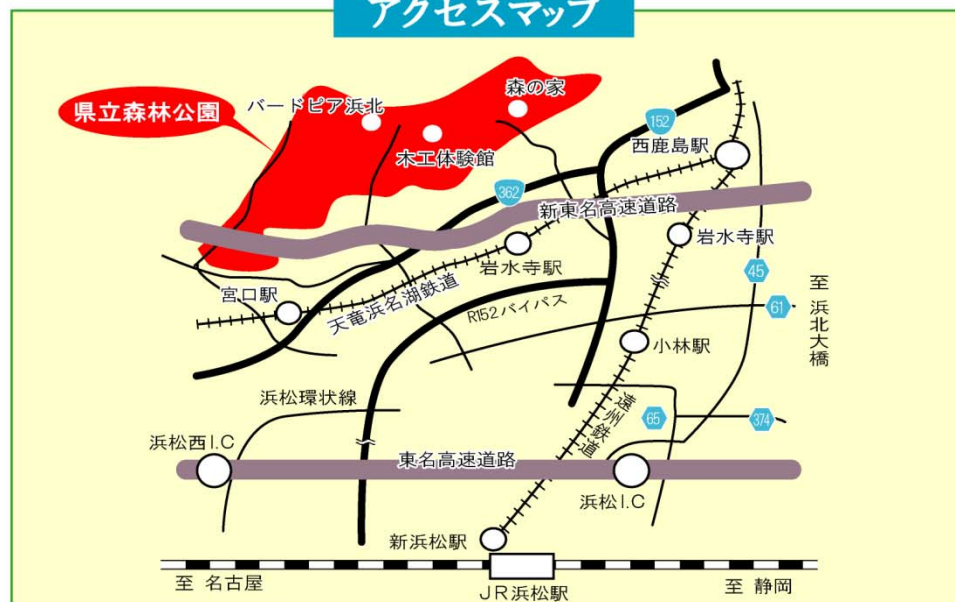 アクセスマップ
県立森林公園
バードピア浜北
森の家
木工体験館
152
西鹿島駅
362
新東名高速道路
岩水寺駅
岩水寺駅
45
至 浜北大橋
宮口駅
天竜浜名湖鉄道
R152バイパス
61
小林駅
浜松環状線
遠州鉄道
65
374
浜松西I.C
東名高速道路
浜松I.C
新浜松駅
至 名古屋
JR浜松駅
至 静岡